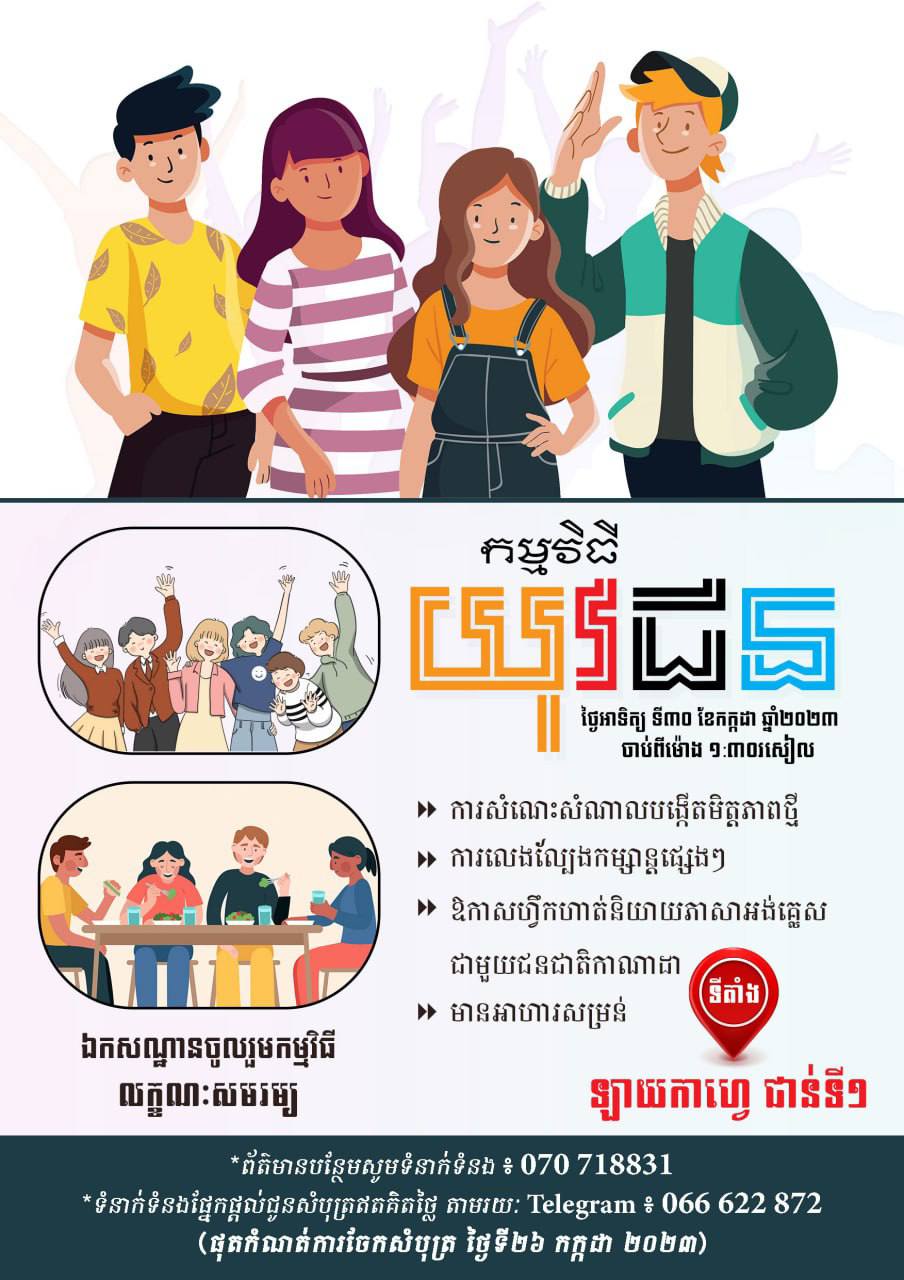 កម្មវិធី
យុវជន
ថ្ងៃអាទិត្យ ទី៣០ ខែកក្កដា ឆ្នាំ២០២៣
ចាប់ពីម៉ោង ១:៣០រសៀល
ការសំណេះសំណាលបង្កើតមិត្តភាពថ្មី
ការលេងល្បែងកម្សាន្តផ្សេងៗ
ឱកាសហ្វឹកហាត់និយាយភាសាអង់គ្លេស
ជាមួយជនជាតិកាណាដា
មានអាហារសម្រន់
ទីតាំង
ឡាយកាហ្វេ ជាន់ទី១
ឯកសណ្ឋានចូលរួមកម្មវិធី
លក្ខណៈសមរម្យ
*ព័ត៌មានបន្ថែមសូមទំនាក់ទំនង ៖ 070 718831
*ទំនាក់ទំនងផ្នែកផ្តល់ជូនសំបុត្រឥតគិតថ្លៃ តាមរយៈ Telegram ៖ 066 622 872
(ផុតកំណត់ការចែកសំបុត្រ ថ្ងៃទី២៦ កក្កដា ២០២៣)